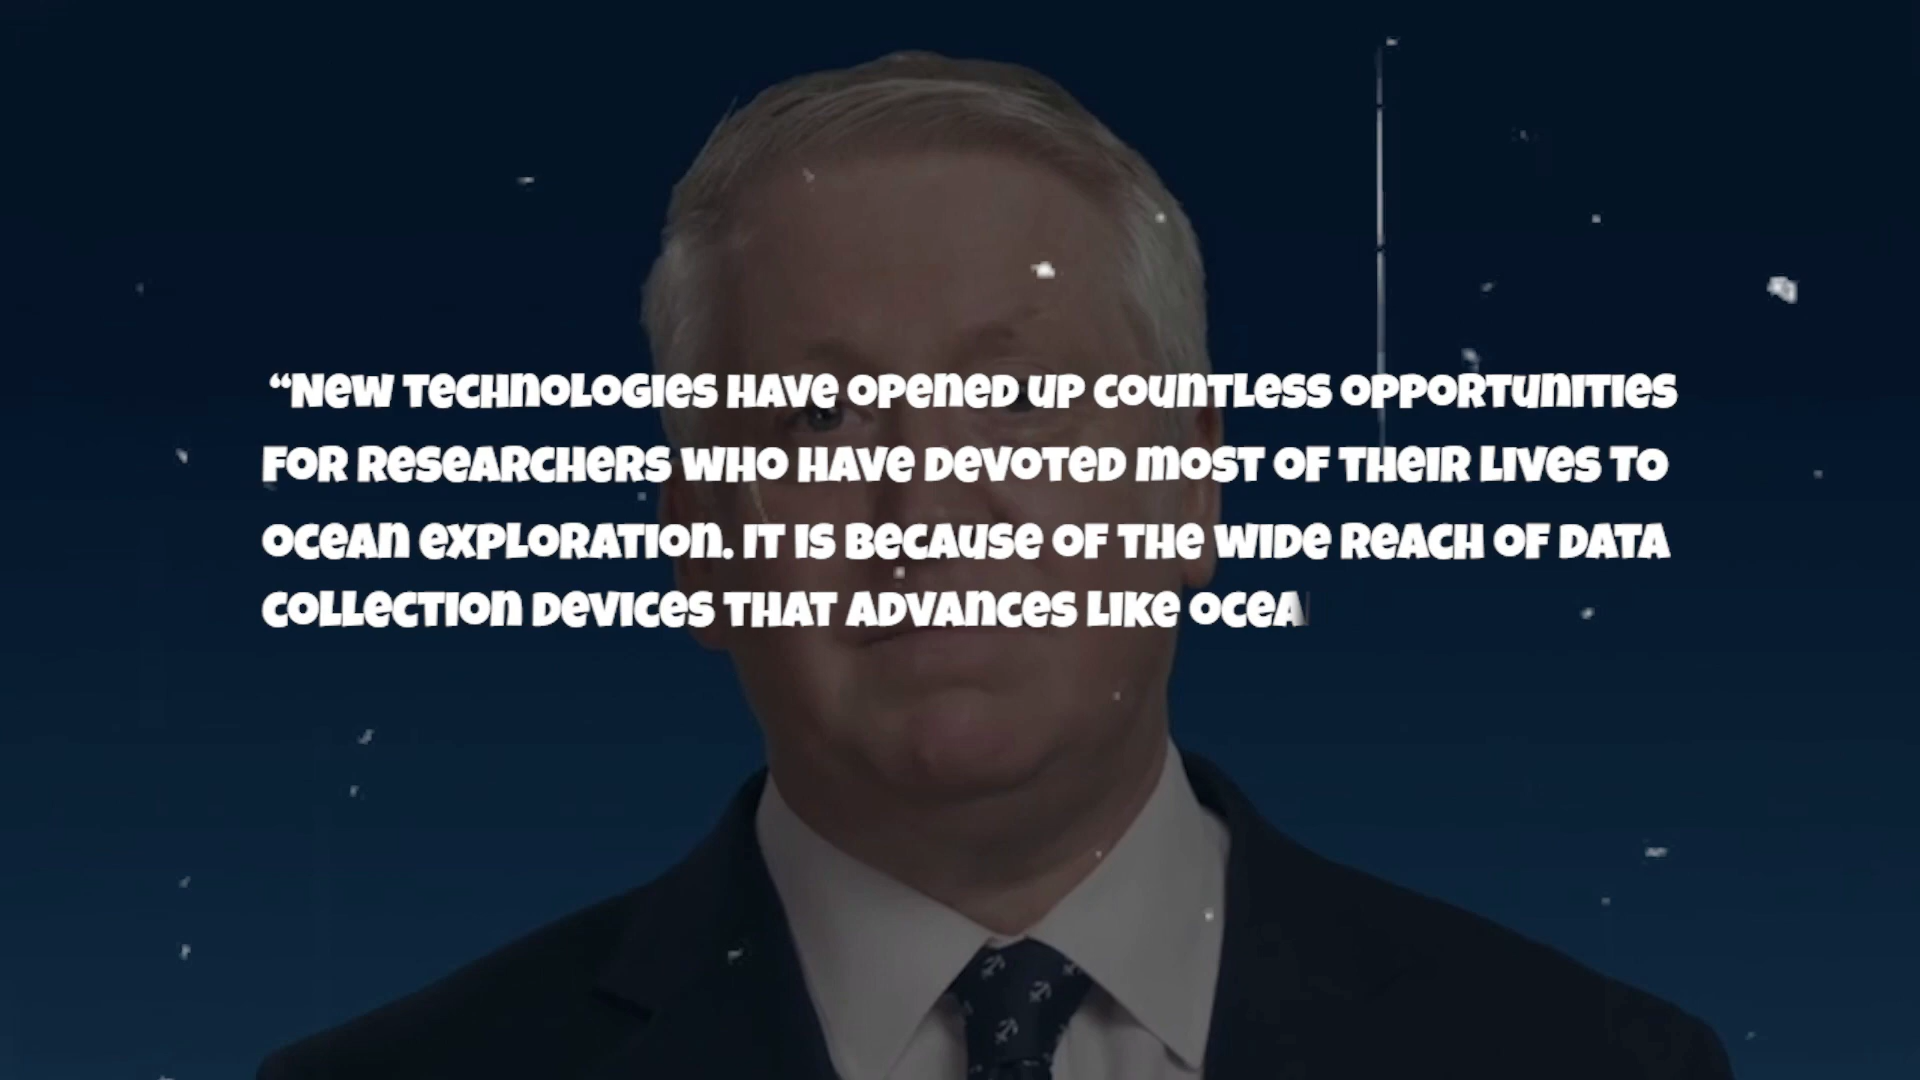 “New technologies have opened up countless opportunities
for researchers who have devoted most of their lives to
ocean exploration. It is because of the wide reach of data
collection devices that advances like ocea